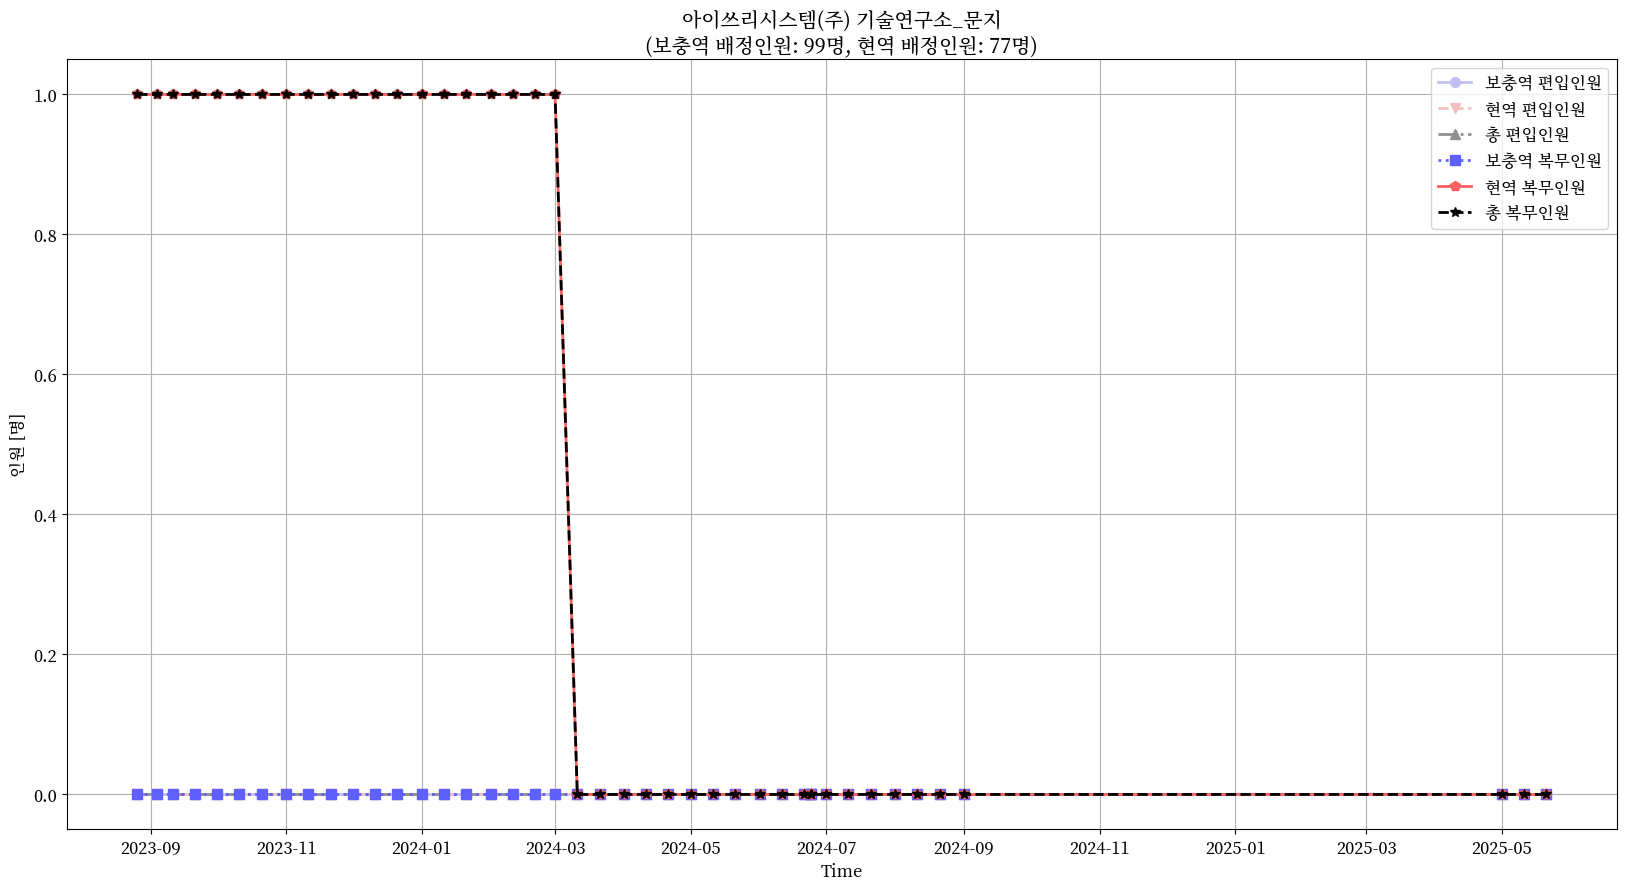 아이쓰리시스템(주) 기술연구소_문지
(보충역 배정인원: 99명, 현역 배정인원: 77명)
보충역 편입인원
현역 편입인원
총 편입인원
보충역 복무인원
현역 복무인원
총 복무인원
인원 [명]
1.0
0.8
0.6
0.4
0.2
0.0
2023-09
2023-11
2024-01
2024-03
2024-05
2024-07
2024-09
2024-11
2025-01
2025-03
2025-05
Time